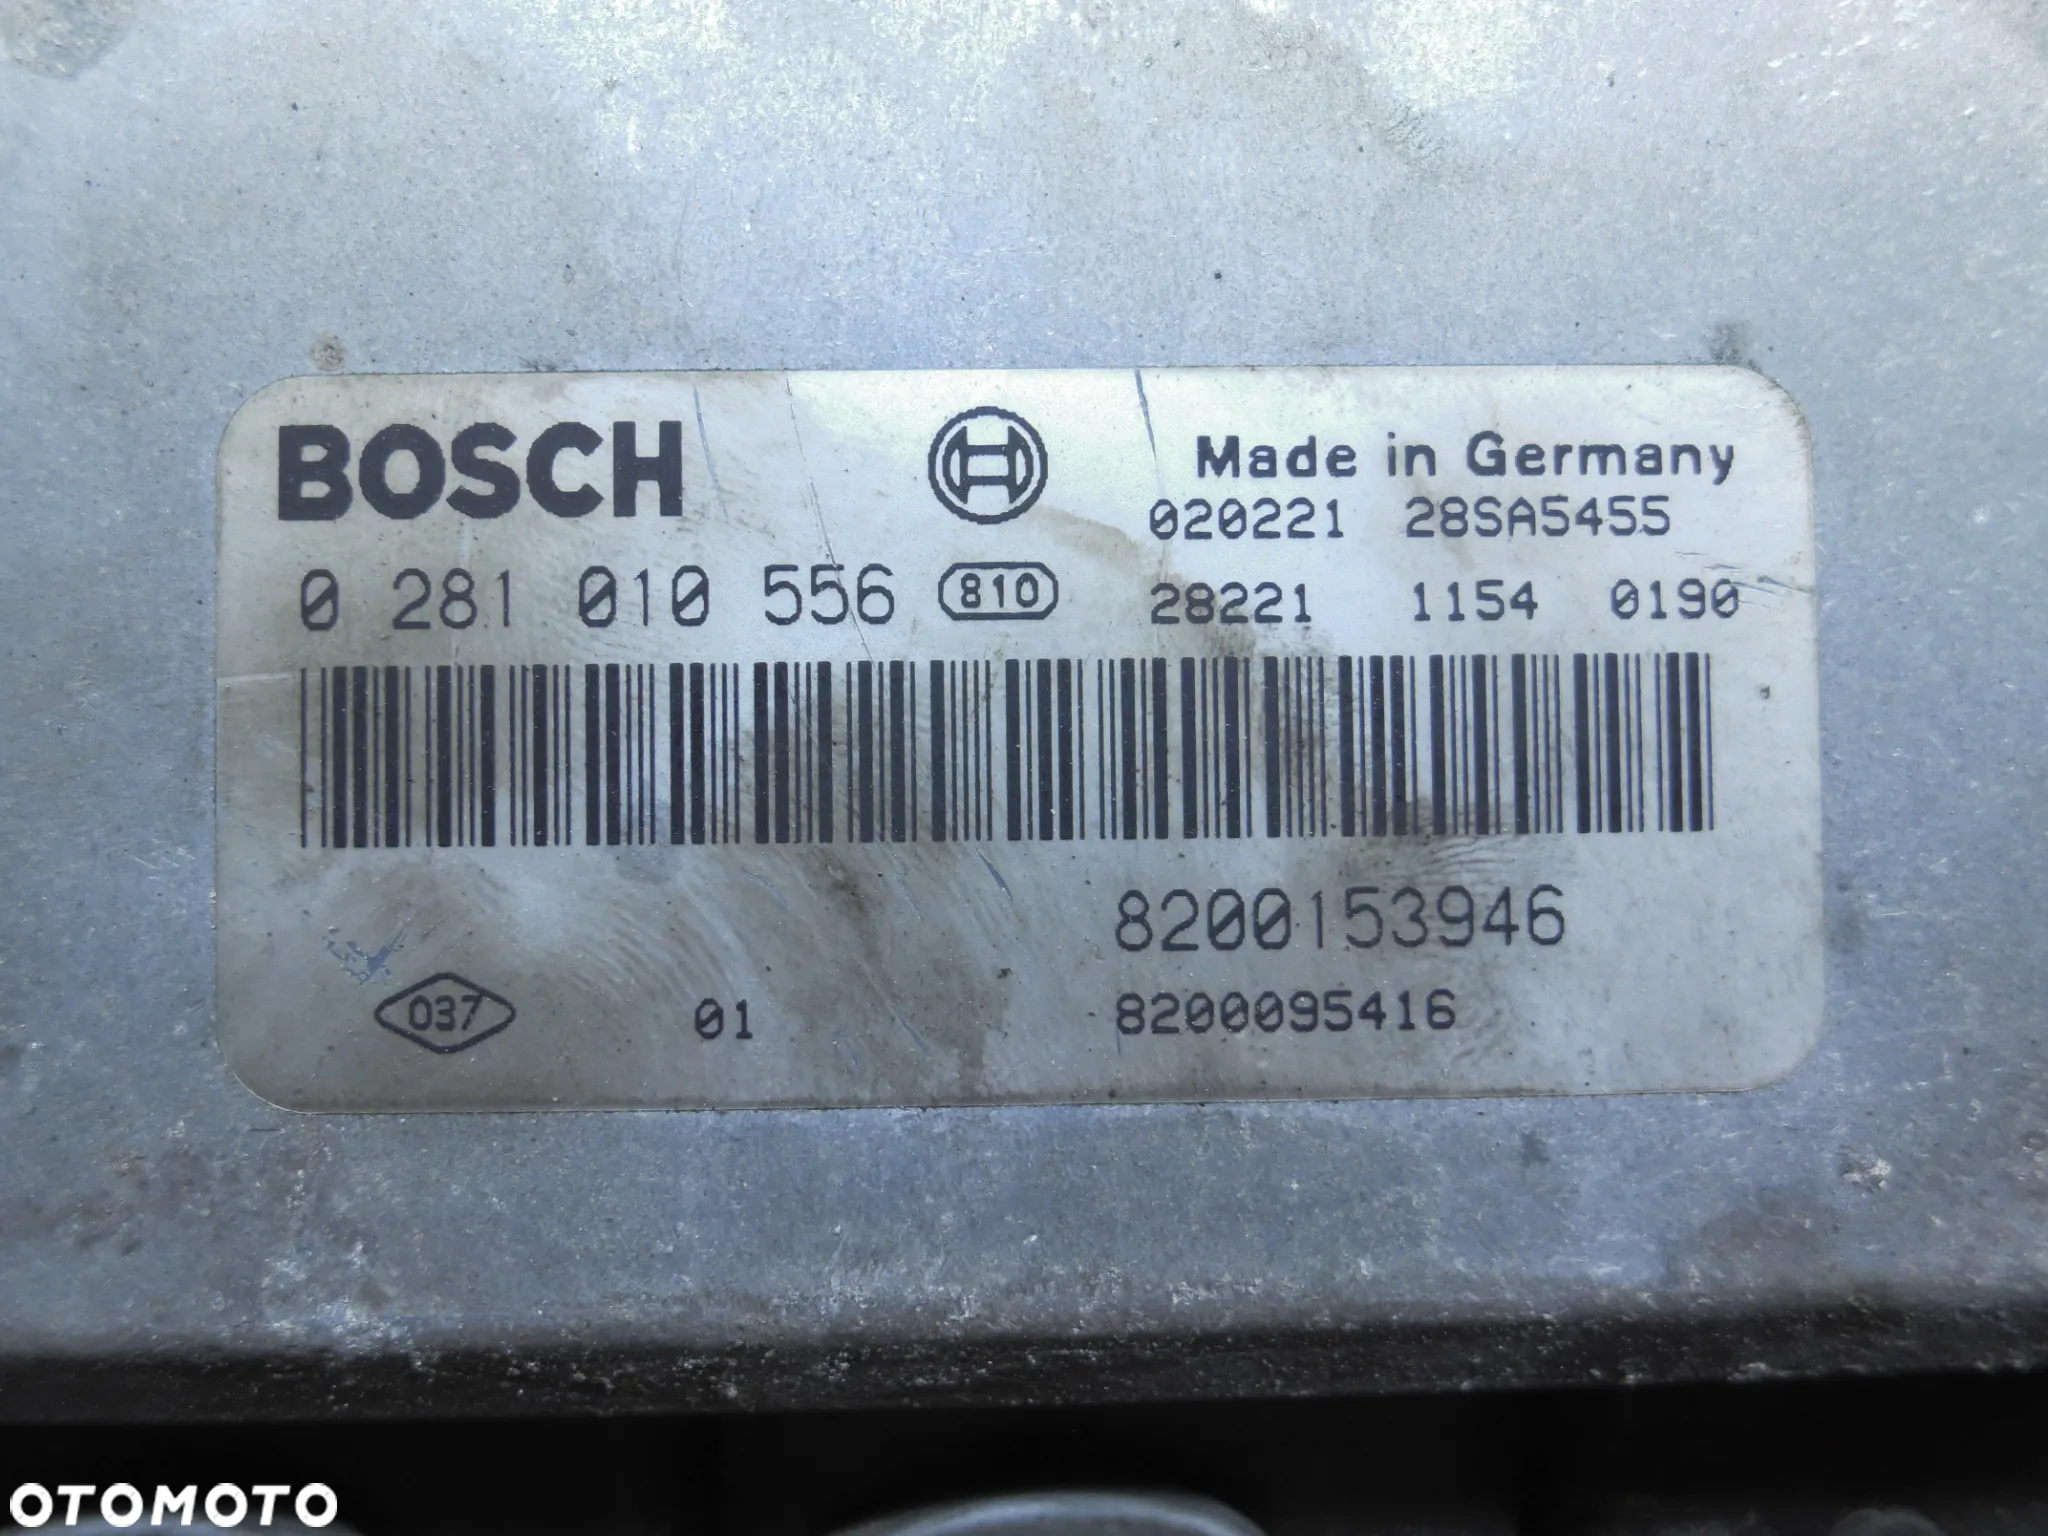 BOSCH
Made in Germany
020221 28SA5455
0 281 010 556 810 28221 1154 0190
8200153946
037 01 8200095416
OTOMOTO